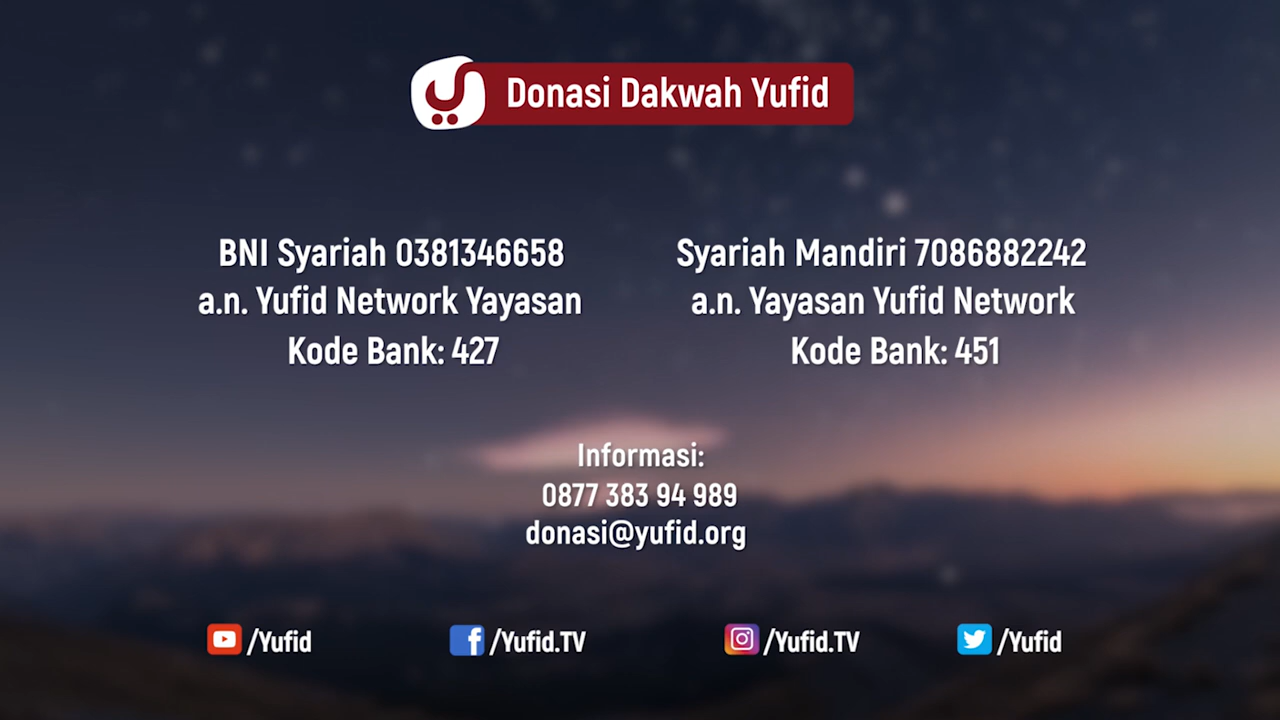 Donasi Dakwah Yufid
BNI Syariah 0381346658
a.n. Yufid Network Yayasan
Kode Bank: 427
Syariah Mandiri 7086882242
a.n. Yayasan Yufid Network
Kode Bank: 451
Informasi:
0877 383 94 989
donasi@yufid.org
/Yufid
/Yufid.TV
/Yufid.TV
/Yufid